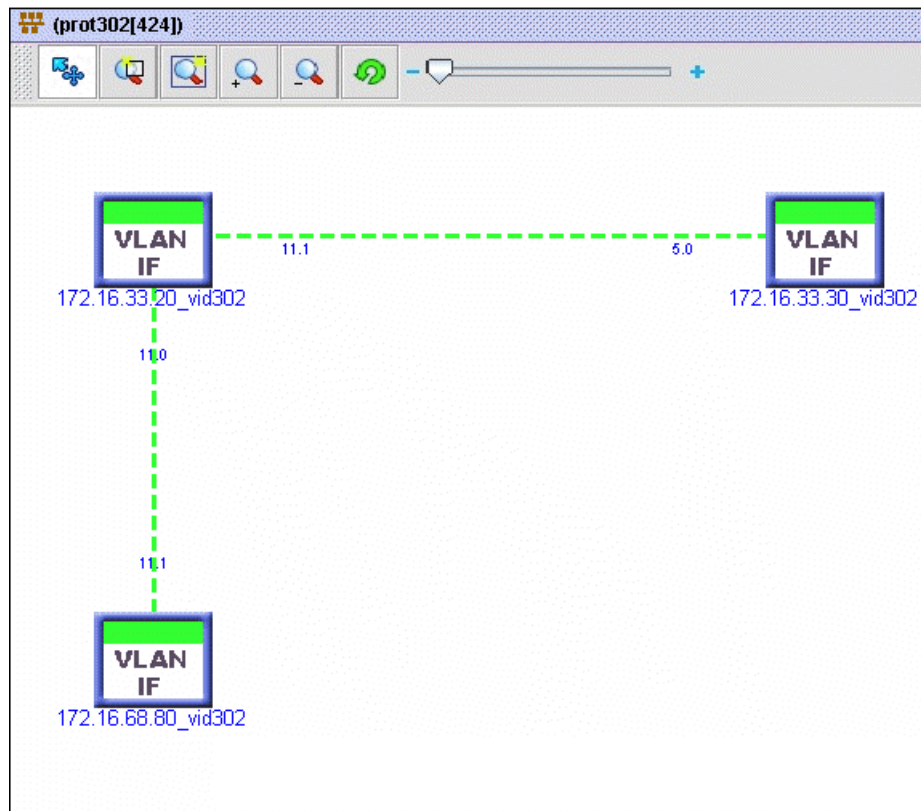 (prot302[424])
VLAN
IF
172.16.33.20_vid302
11.1
5.0
VLAN
IF
172.16.33.30_vid302
11.0
11.1
VLAN
IF
172.16.68.80_vid302